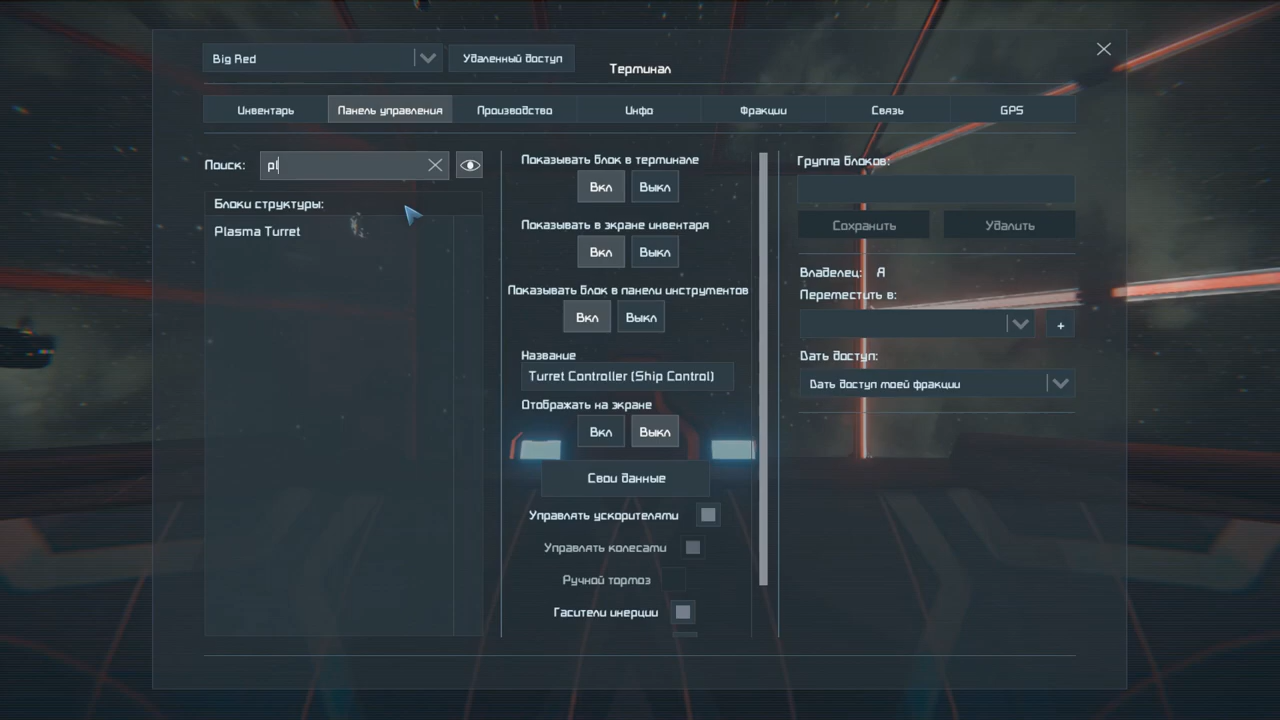 Big Red
Удаленный доступ
Терминал
Инвентарь
Панель управления
Производство
Инфо
Фракции
Связь
GPS
Поиск:
pl
Блоки структуры:
Plasma Turret
Показывать блок в терминале
Вкл
Выкл
Показывать в экране инвентаря
Вкл
Выкл
Показывать блок в панели инструментов
Вкл
Выкл
Название
Turret Controller (Ship Control)
Отображать на экране
Вкл
Выкл
Свои данные
Управлять ускорителями
Управлять колесами
Ручной тормоз
Гасители инерции
Группа блоков:
Сохранить
Удалить
Владелец: A
Переместить в:
+
Дать доступ:
Дать доступ моей фракции